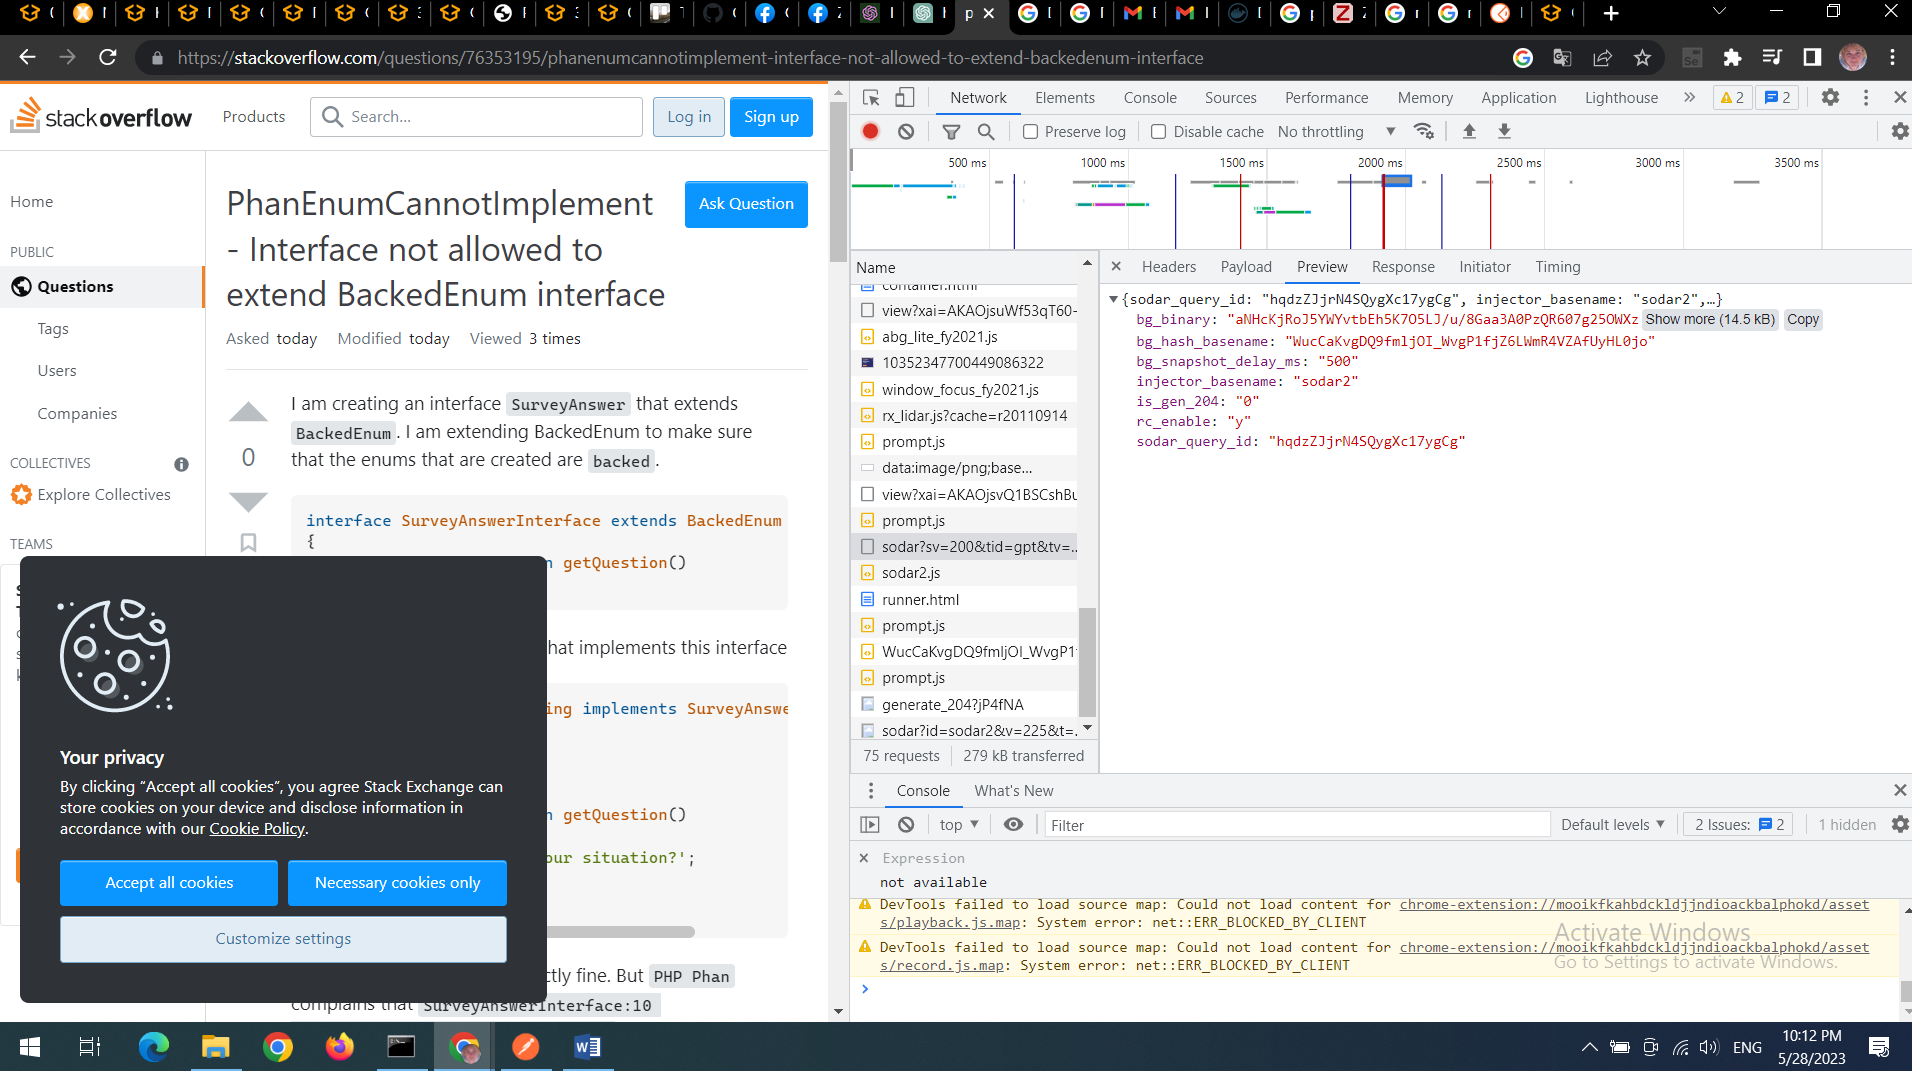 https://stackoverflow.com/questions/76353195/phanenumcannotimplement-interface-not-allowed-to-extend-backedenum-interface
stackoverflow
Products
Search...
Log in
Sign up
Home
PUBLIC
Questions
Tags
Users
Companies
COLLECTIVES
Explore Collectives
TEAMS
PhanEnumCannotImplement
- Interface not allowed to
extend BackedEnum interface
Ask Question
Asked today Modified today Viewed 3 times
0
I am creating an interface SurveyAnswer that extends
BackedEnum. I am extending BackedEnum to make sure
that the enums that are created are backed.
interface SurveyAnswerInterface extends BackedEnum
{
getQuestion()
hat implements this interface
ing implements SurveyAnswe
getQuestion()
our situation?';
ctly fine. But PHP Phan
complains that SurveyAnswerInterface:10
Your privacy
By clicking “Accept all cookies”, you agree Stack Exchange can
store cookies on your device and disclose information in
accordance with our Cookie Policy.
Accept all cookies
Necessary cookies only
Customize settings
Network Elements Console Sources Performance Memory Application Lighthouse 2 2
Preserve log Disable cache No throttling
500 ms 1000 ms 1500 ms 2000 ms 2500 ms 3000 ms 3500 ms
Name
container.html
view?xai=AKAOjsuWf53qT60-
abg_lite_fy2021.js
10352347700449086322
window_focus_fy2021.js
rx_lidar.js?cache=r20110914
prompt.js
data:image/png;base...
view?xai=AKAOjsvQ1BSCshBu
prompt.js
sodar?sv=200&tid=gpt&tv=..
sodar2.js
runner.html
prompt.js
WucCaKvgDQ9fmljOI_WvgP1
prompt.js
generate_204?jP4fNA
sodar?id=sodar2&v=225&t=.
75 requests 279 kB transferred
Headers Payload Preview Response Initiator Timing
{sodar_query_id: "hqdzZJjrN4SQygXc17ygCg", injector_basename: "sodar2",…}
bg_binary: "aNHcKjRoJ5YWYvtbEh5K7O5LJ/u/8Gaa3A0PzQR607g25OWXz Show more (14.5 kB) Copy
bg_hash_basename: "WucCaKvgDQ9fmljOI_WvgP1fjZ6LWmR4VZAfUyHL0jo"
bg_snapshot_delay_ms: "500"
injector_basename: "sodar2"
is_gen_204: "0"
rc_enable: "y"
sodar_query_id: "hqdzZJjrN4SQygXc17ygCg"
Console What's New
top Filter Default levels 2 Issues: 2 1 hidden
Expression
not available
DevTools failed to load source map: Could not load content for chrome-extension://mooikfkahbdckldjjndioackbalphokd/asset
s/playback.js.map: System error: net::ERR_BLOCKED_BY_CLIENT
DevTools failed to load source map: Could not load content for chrome-extension://mooikfkahbdckldjjndioackbalphokd/asset
s/record.js.map: System error: net::ERR_BLOCKED_BY_CLIENT
Activate Windows
Go to Settings to activate Windows.
ENG
10:12 PM
5/28/2023